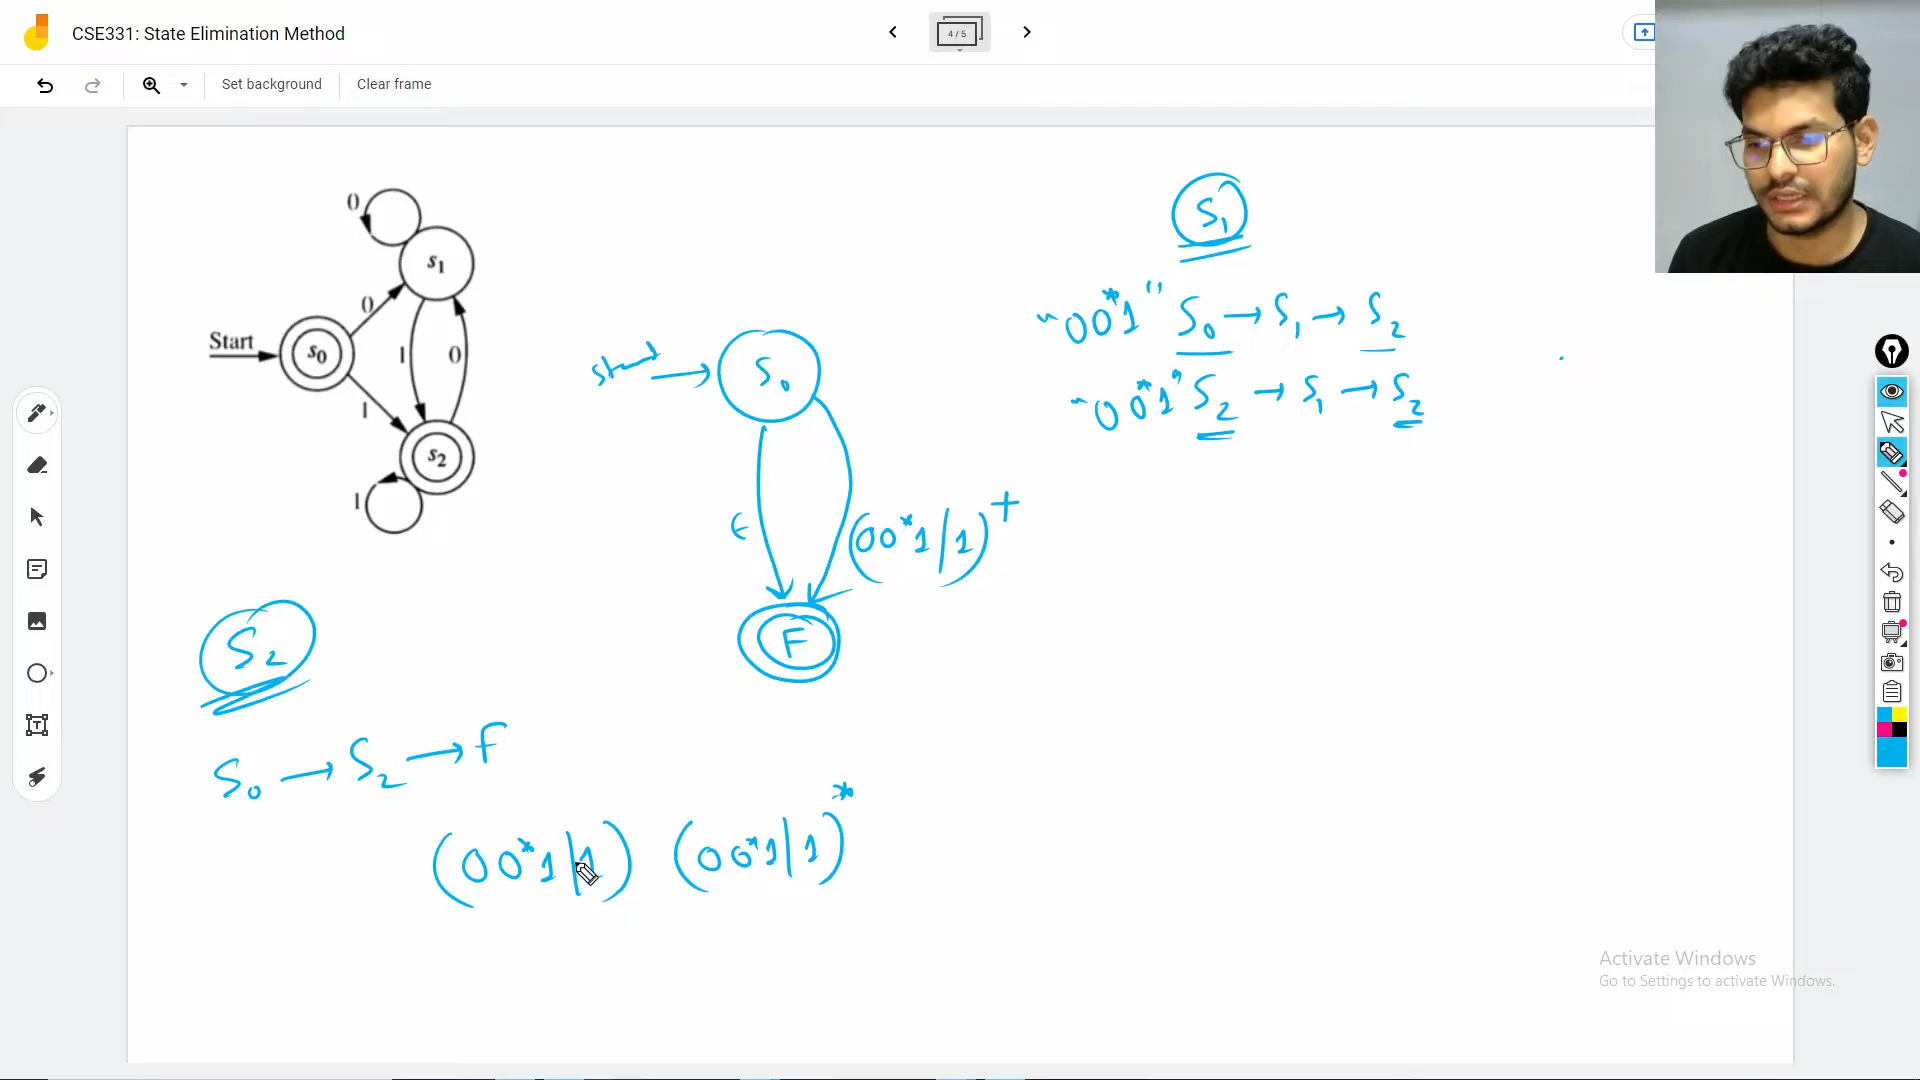 CSE331: State Elimination Method
4 / 5
Set background
Clear frame
0
s₁
0
Start
s₀
1
0
1
s₂
1
S₁
"00*1" S₀ → S₁ → S₂
"00*1" S₂ → S₁ → S₂
start
S₀
ϵ
(00*1|1)⁺
F
S₂
S₀ → S₂ → F
(00*1|1) (00*1|1)*
Activate Windows
Go to Settings to activate Windows.